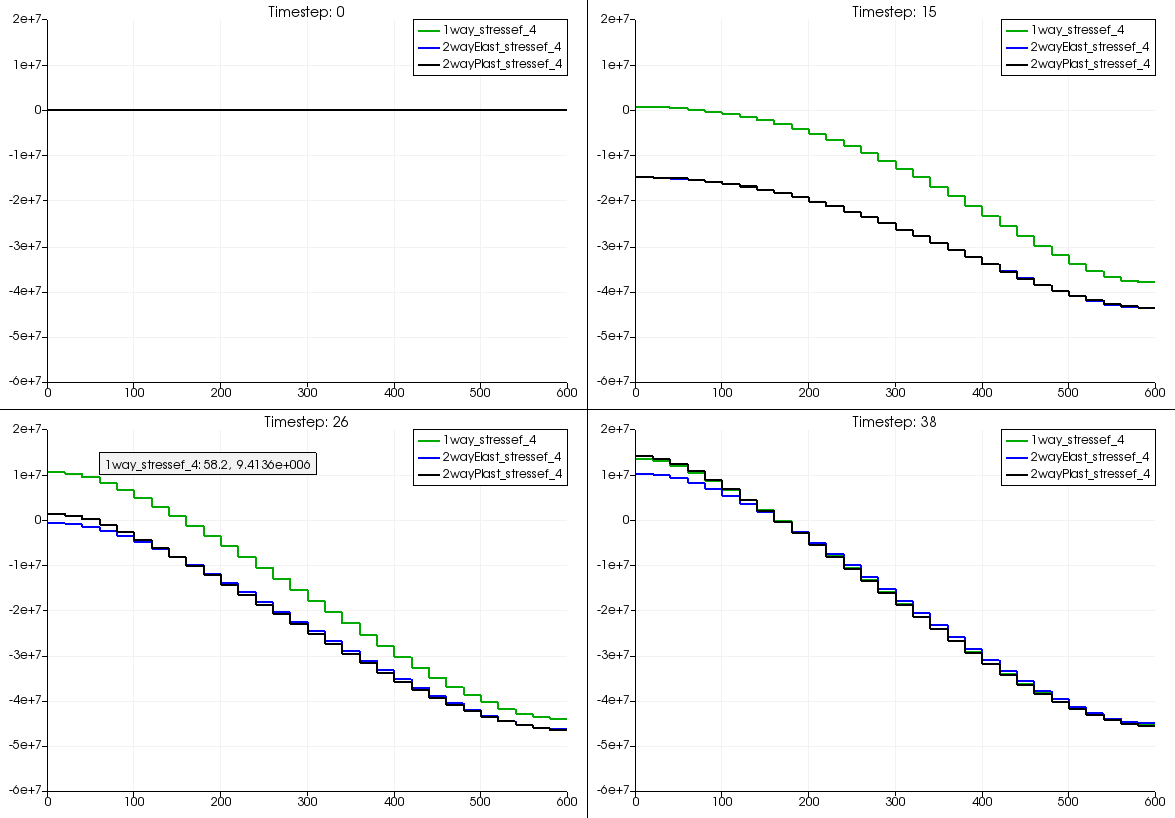 Timestep: 0
1way_stressef_4
2wayElast_stressef_4
2wayPlast_stressef_4
2e+7
1e+7
0
-1e+7
-2e+7
-3e+7
-4e+7
-5e+7
-6e+7
0 100 200 300 400 500 600
Timestep: 15
1way_stressef_4
2wayElast_stressef_4
2wayPlast_stressef_4
2e+7
1e+7
0
-1e+7
-2e+7
-3e+7
-4e+7
-5e+7
-6e+7
0 100 200 300 400 500 600
Timestep: 26
1way_stressef_4
2wayElast_stressef_4
2wayPlast_stressef_4
1way_stressef_4: 58.2, 9.4136e+006
2e+7
1e+7
0
-1e+7
-2e+7
-3e+7
-4e+7
-5e+7
-6e+7
0 100 200 300 400 500 600
Timestep: 38
1way_stressef_4
2wayElast_stressef_4
2wayPlast_stressef_4
2e+7
1e+7
0
-1e+7
-2e+7
-3e+7
-4e+7
-5e+7
-6e+7
0 100 200 300 400 500 600